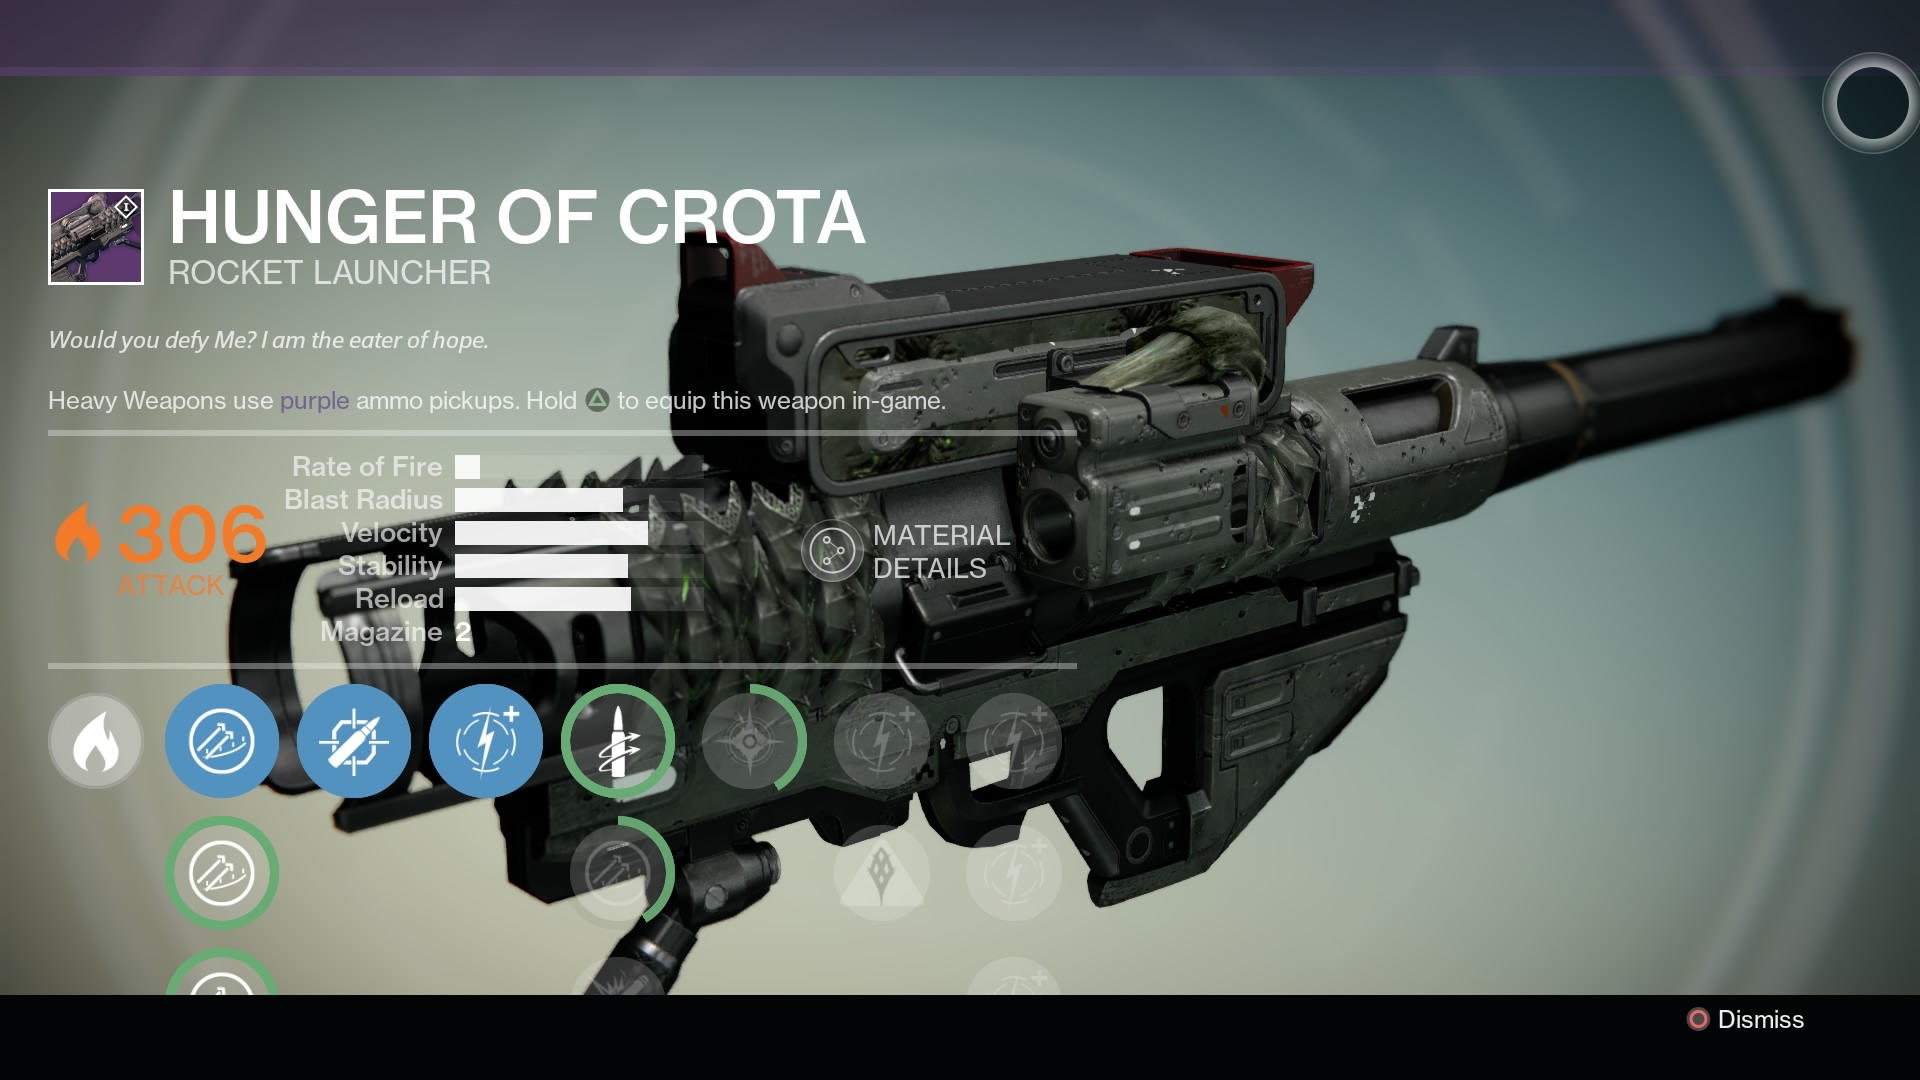 HUNGER OF CROTA
ROCKET LAUNCHER
Would you defy Me? I am the eater of hope.
Heavy Weapons use purple ammo pickups. Hold to equip this weapon in-game.
306
ATTACK
Rate of Fire
Blast Radius
Velocity
Stability
Reload
Magazine 2
MATERIAL
DETAILS
Dismiss